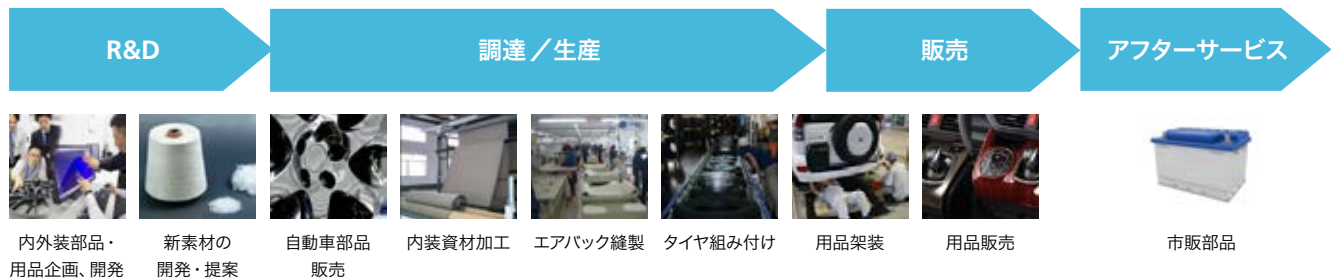 R&D
調達／生産
販売
アフターサービス
内外装部品・
用品企画、開発
新素材の
開発・提案
自動車部品
販売
内装資材加工
エアバック縫製
タイヤ組み付け
用品架装
用品販売
市販部品